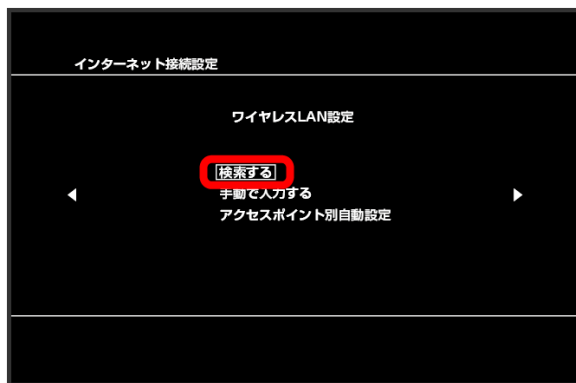 インターネット接続設定
ワイヤレスLAN設定
検索する
手動で入力する
アクセスポイント別自動設定